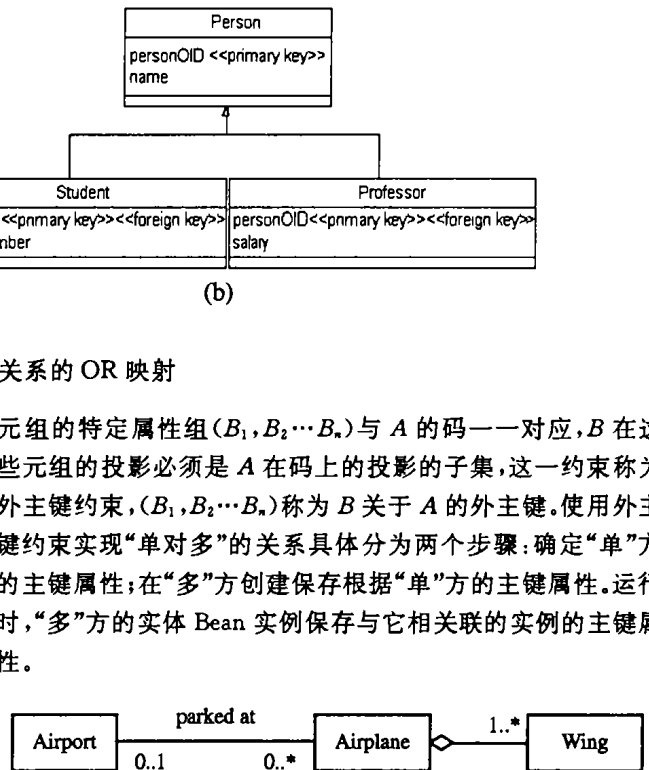 Person
personOID <<primary key>>
name
Student
<<primary key>><<foreign key>>
nber
Professor
personOID<<primary key>><<foreign key>>
salary
(b)
关系的 OR 映射
元组的特定属性组(B₁,B₂…Bₙ)与 A 的码一一对应,B 在这
些元组的投影必须是 A 在码上的投影的子集,这一约束称为
外主键约束,(B₁,B₂…Bₙ)称为 B 关于 A 的外主键。使用外主
键约束实现“单对多”的关系具体分为两个步骤:确定“单”方
的主键属性;在“多”方创建保存根据“单”方的主键属性。运行
时,“多”方的实体 Bean 实例保存与它相关联的实例的主键属
性。
Airport
parked at
0..1
0..*
Airplane
1..*
Wing